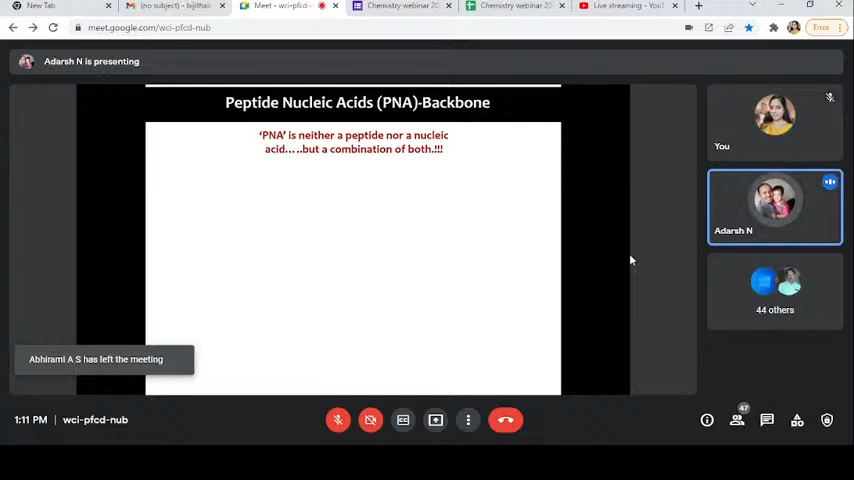 New Tab
(no subject) - bijitha
Meet - wci-pfcd-
Chemistry webinar 20
Chemistry webinar 20
Live streaming - YouT
meet.google.com/wci-pfcd-nub
Error
Adarsh N is presenting
Peptide Nucleic Acids (PNA)-Backbone
'PNA' is neither a peptide nor a nucleic
acid.....but a combination of both.!!!
You
Adarsh N
44 others
Abhirami A S has left the meeting
1:11 PM | wci-pfcd-nub
47